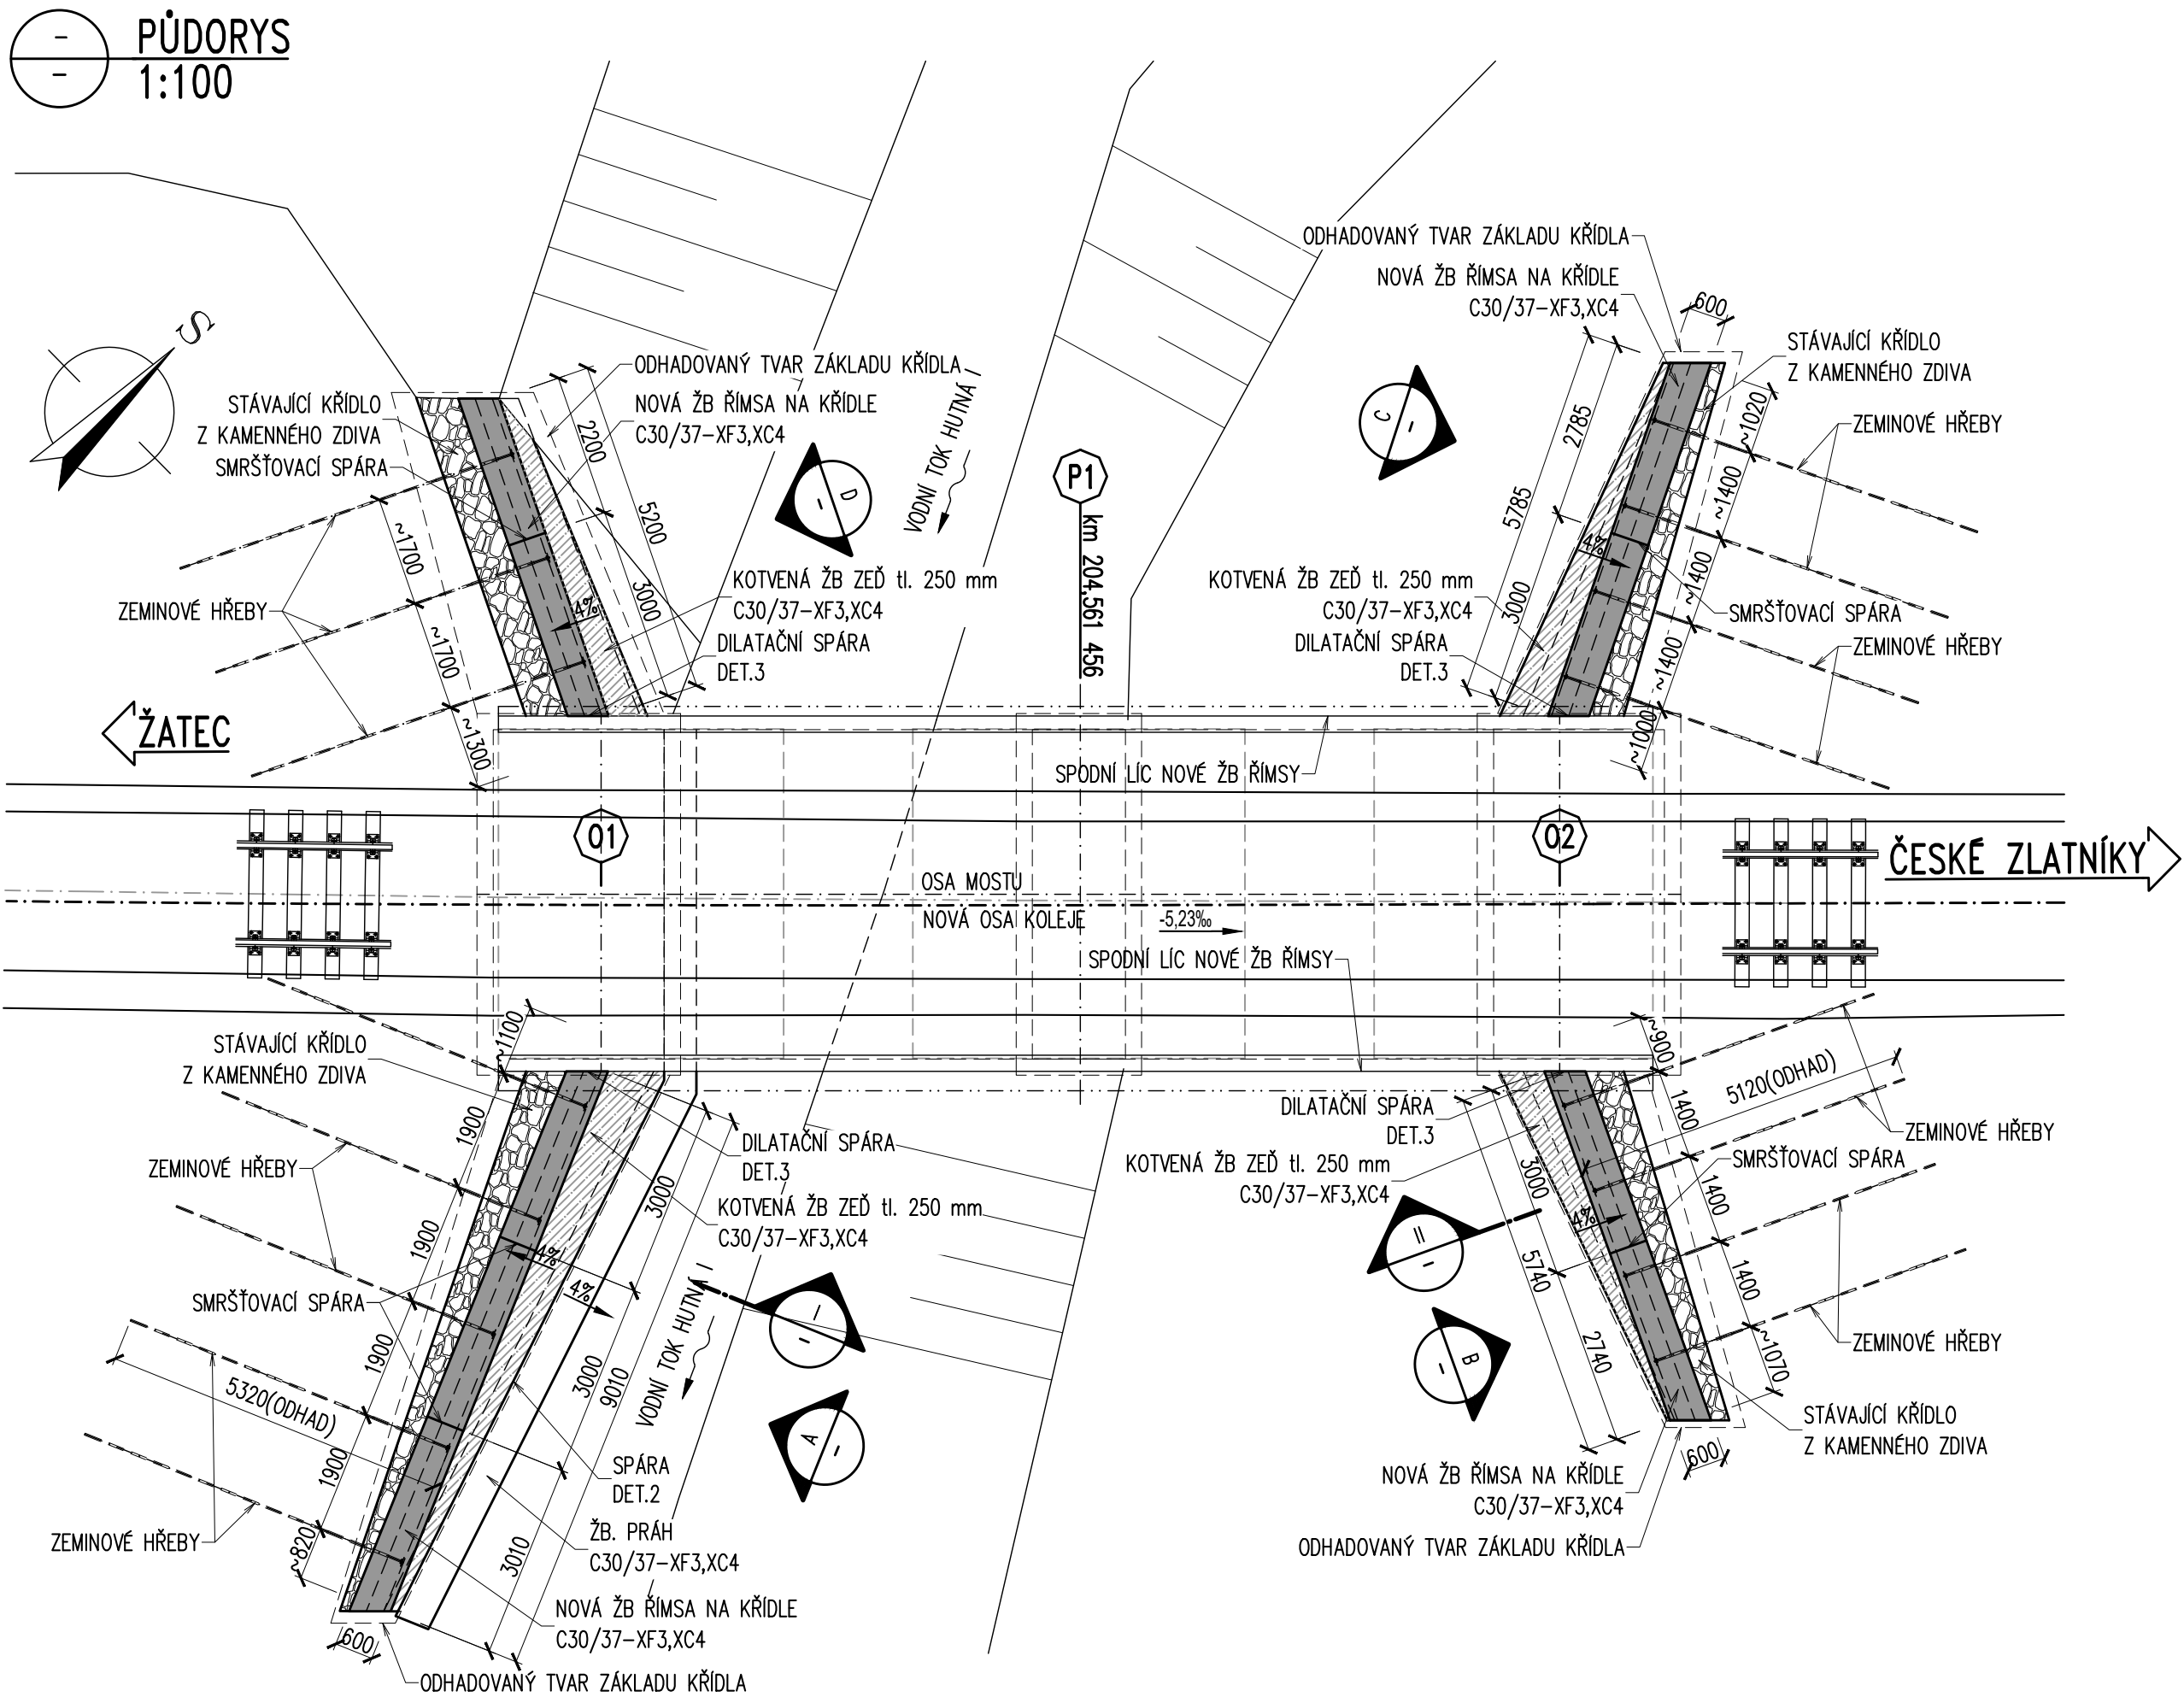 -
-
PŮDORYS
1:100
S
ODHADOVANÝ TVAR ZÁKLADU KŘÍDLA
NOVÁ ŽB ŘÍMSA NA KŘÍDLE
C30/37-XF3,XC4
STÁVAJÍCÍ KŘÍDLO
Z KAMENNÉHO ZDIVA
SMRŠŤOVACÍ SPÁRA
ZEMINOVÉ HŘEBY
~1700
~1700
~1300
2200
5200
3000
4%
KOTVENÁ ŽB ZEĎ tl. 250 mm
C30/37-XF3,XC4
DILATAČNÍ SPÁRA
DET.3
D
-
VODNÍ TOK HUTNÁ I
P1
km 204,561 456
C
-
ODHADOVANÝ TVAR ZÁKLADU KŘÍDLA
NOVÁ ŽB ŘÍMSA NA KŘÍDLE
C30/37-XF3,XC4
600
STÁVAJÍCÍ KŘÍDLO
Z KAMENNÉHO ZDIVA
ZEMINOVÉ HŘEBY
2785
5785
3000
~1020
~1400
~1400
~1400
~1000
4%
KOTVENÁ ŽB ZEĎ tl. 250 mm
C30/37-XF3,XC4
DILATAČNÍ SPÁRA
DET.3
SMRŠŤOVACÍ SPÁRA
ZEMINOVÉ HŘEBY
ŽATEC
SPODNÍ LÍC NOVÉ ŽB ŘÍMSY
O1
O2
ČESKÉ ZLATNÍKY
OSA MOSTU
NOVÁ OSA KOLEJE
-5,23‰
SPODNÍ LÍC NOVÉ ŽB ŘÍMSY
STÁVAJÍCÍ KŘÍDLO
Z KAMENNÉHO ZDIVA
~1100
1900
1900
1900
1900
~820
ZEMINOVÉ HŘEBY
SMRŠŤOVACÍ SPÁRA
5320(ODHAD)
ZEMINOVÉ HŘEBY
600
DILATAČNÍ SPÁRA
DET.3
KOTVENÁ ŽB ZEĎ tl. 250 mm
C30/37-XF3,XC4
4%
4%
3000
3000
9010
3010
VODNÍ TOK HUTNÁ I
I
-
A
-
SPÁRA
DET.2
ŽB. PRÁH
C30/37-XF3,XC4
NOVÁ ŽB ŘÍMSA NA KŘÍDLE
C30/37-XF3,XC4
ODHADOVANÝ TVAR ZÁKLADU KŘÍDLA
DILATAČNÍ SPÁRA
DET.3
KOTVENÁ ŽB ZEĎ tl. 250 mm
C30/37-XF3,XC4
II
-
B
-
3000
5740
2740
4%
~900
5120(ODHAD)
1400
1400
1400
~1070
ZEMINOVÉ HŘEBY
SMRŠŤOVACÍ SPÁRA
ZEMINOVÉ HŘEBY
STÁVAJÍCÍ KŘÍDLO
Z KAMENNÉHO ZDIVA
600
NOVÁ ŽB ŘÍMSA NA KŘÍDLE
C30/37-XF3,XC4
ODHADOVANÝ TVAR ZÁKLADU KŘÍDLA